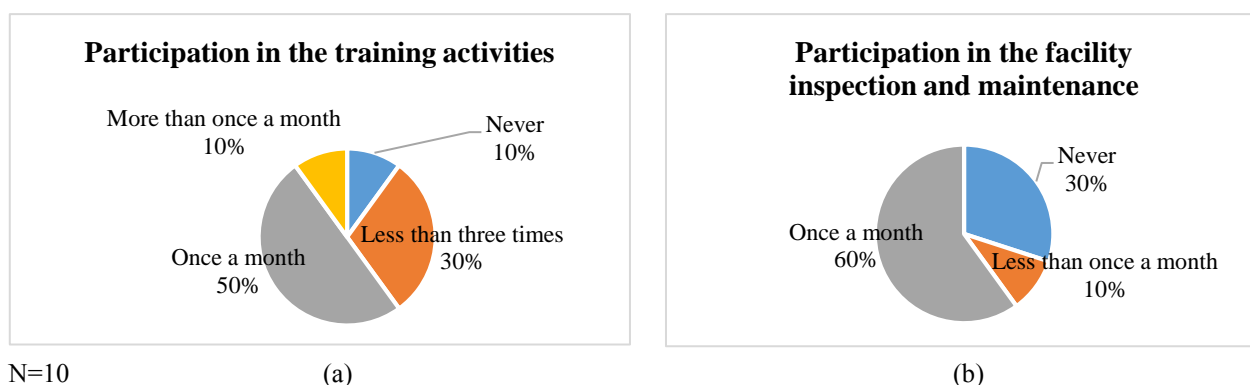 Participation in the training activities
More than once a month
10%
Never
10%
Less than three times
30%
Once a month
50%
Participation in the facility
inspection and maintenance
Never
30%
Once a month
60%
Less than once a month
10%
N=10
(a)
(b)